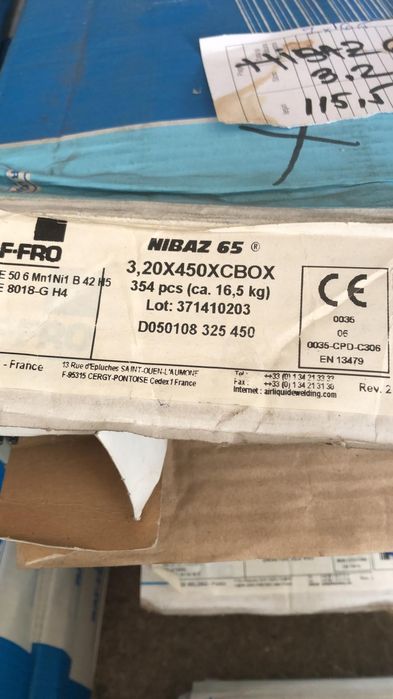 3.2
115.5
F-FRO
NIBAZ 65 ®
3,20X450XCBOX
E 50 6 Mn1Ni1 B 42 H5
354 pcs (ca. 16,5 kg)
E 8018-G H4
Lot: 371410203
D050108 325 450
CE
0035
06
0035-CPD-C306
EN 13479
- France
13 Rue d'Epluches SAINT-OUEN-L'AUMONE
F-95315 CERGY-PONTOISE Cedex 1 France
Tel : ++33 (0) 1 34 21 33 33
Fax : ++33 (0) 1 34 21 31 30
Internet : airliquidewelding.com
Rev. 2